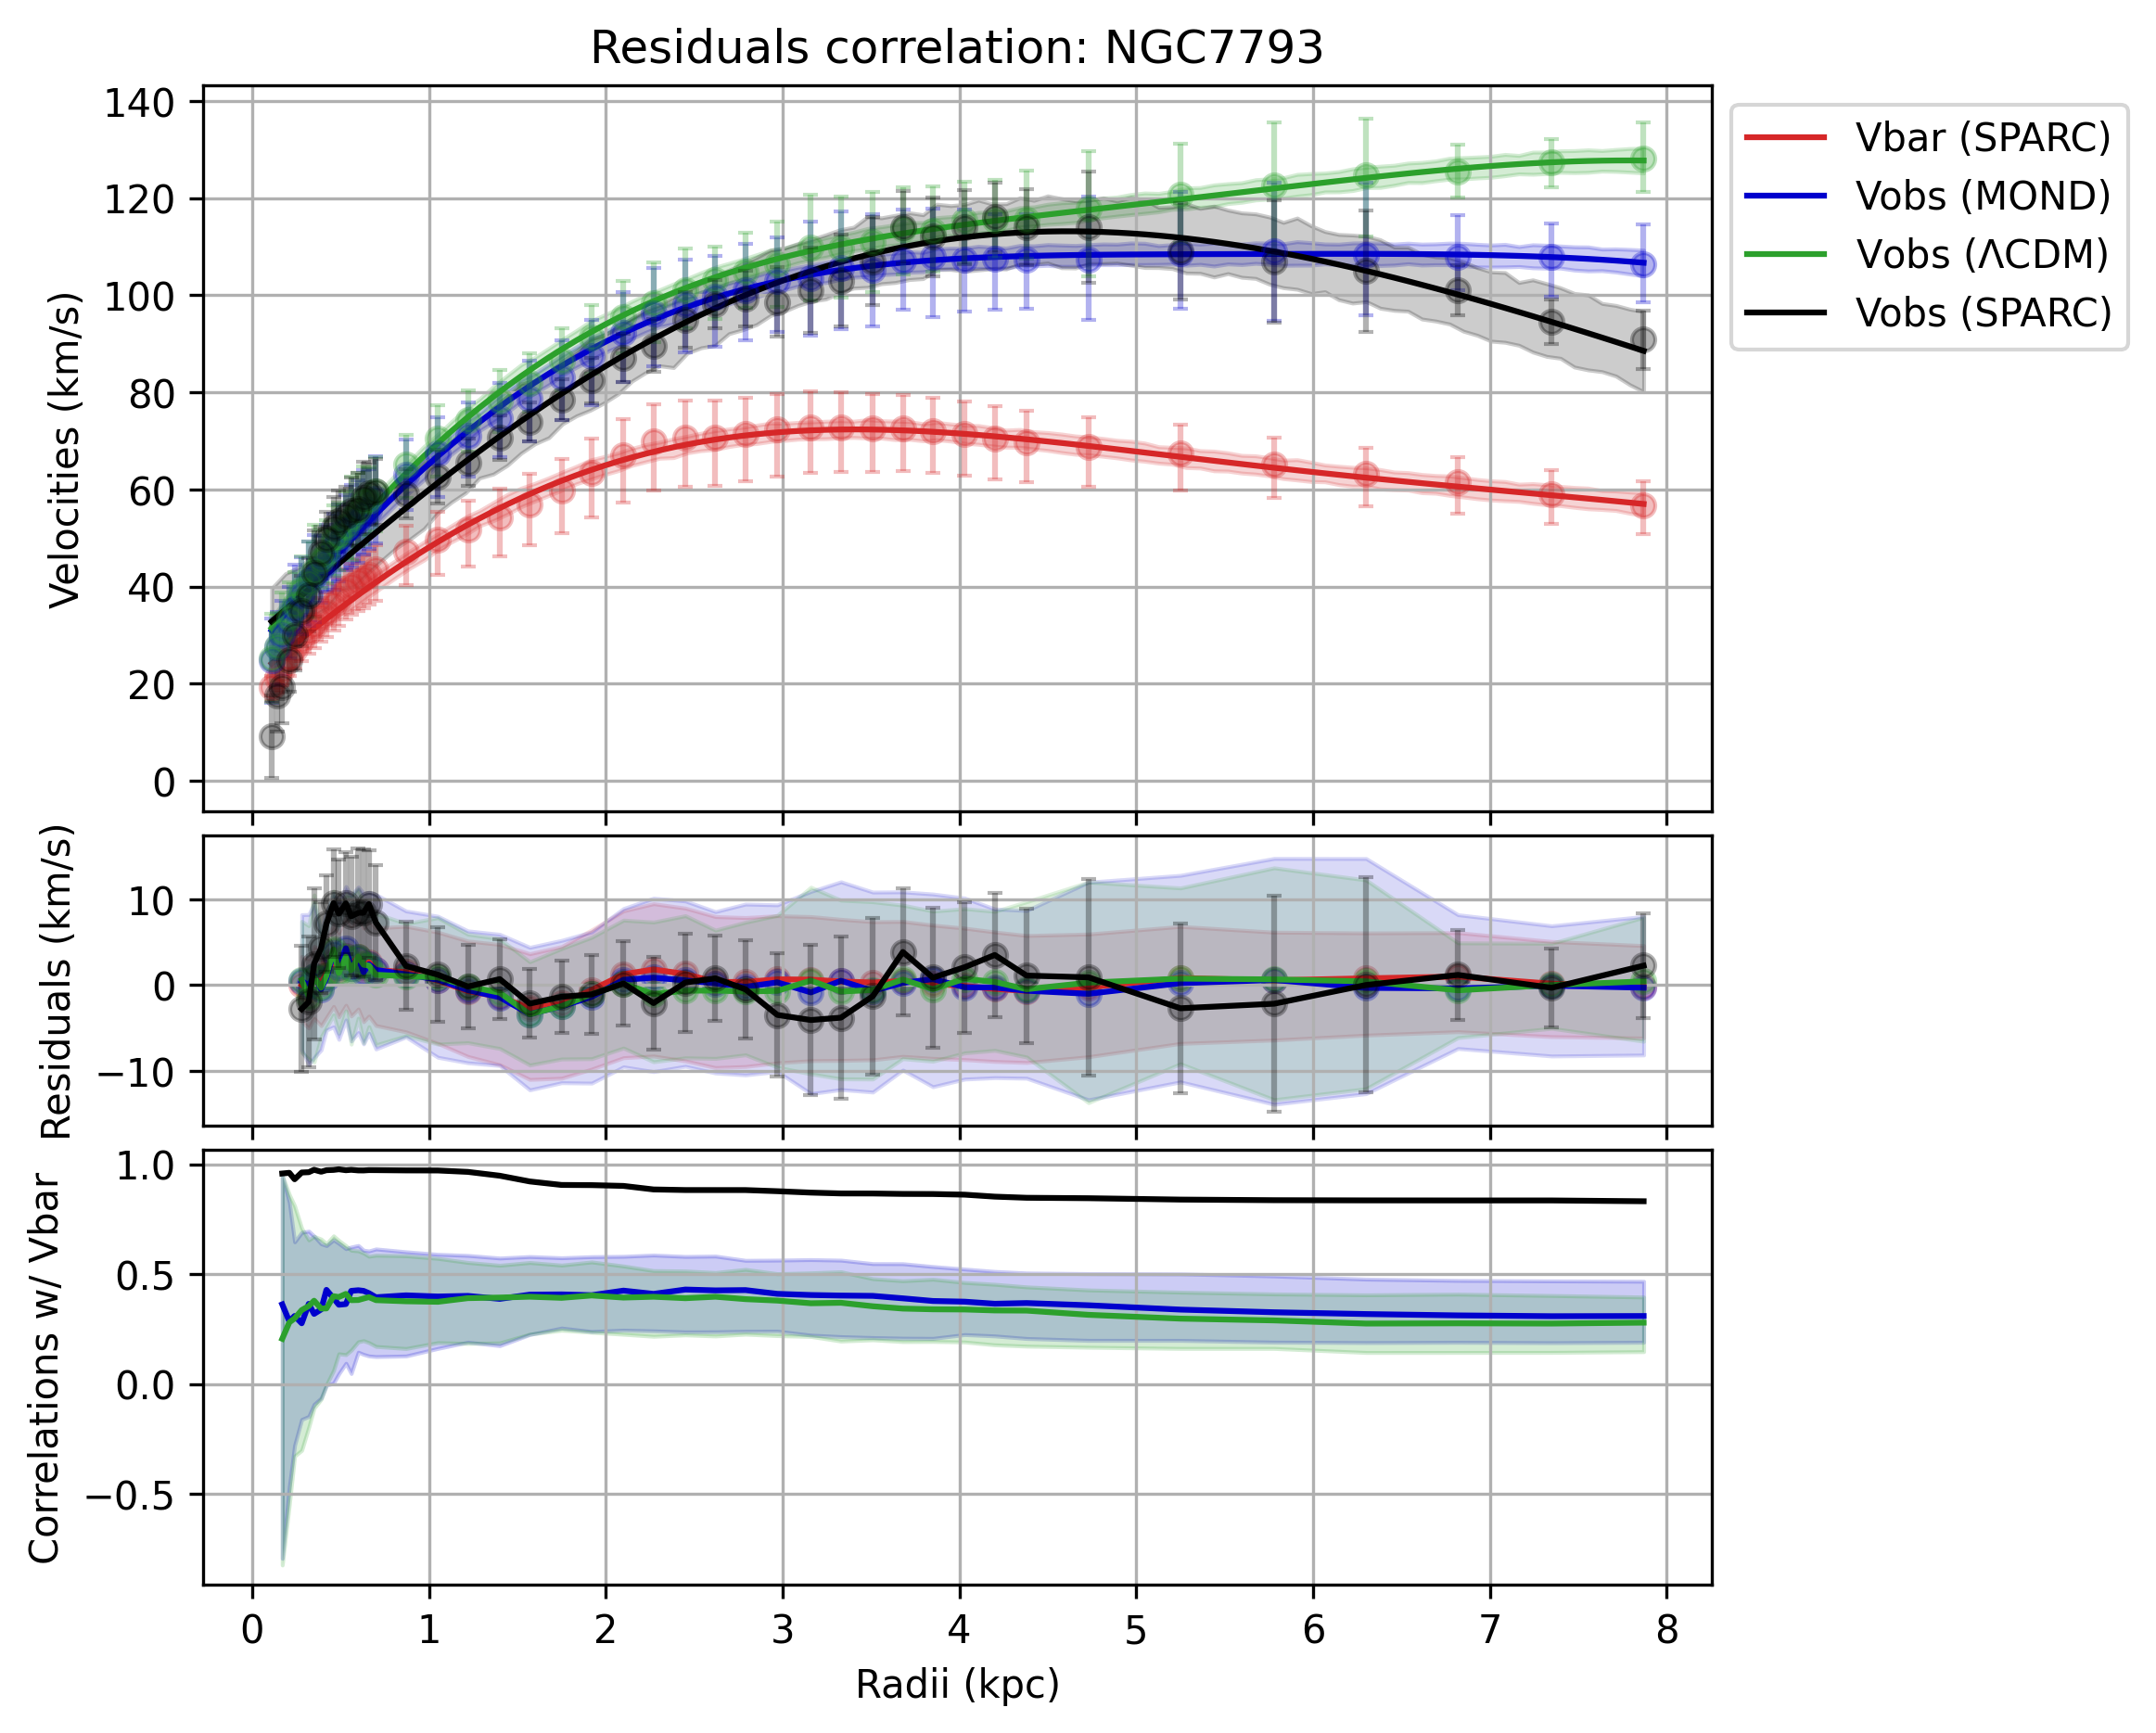 Residuals correlation: NGC7793
140
120
100
80
60
40
20
0
Velocities (km/s)
Vbar (SPARC)
Vobs (MOND)
Vobs (ΛCDM)
Vobs (SPARC)
10
0
−10
Residuals (km/s)
1.0
0.5
0.0
−0.5
Correlations w/ Vbar
0 1 2 3 4 5 6 7 8
Radii (kpc)